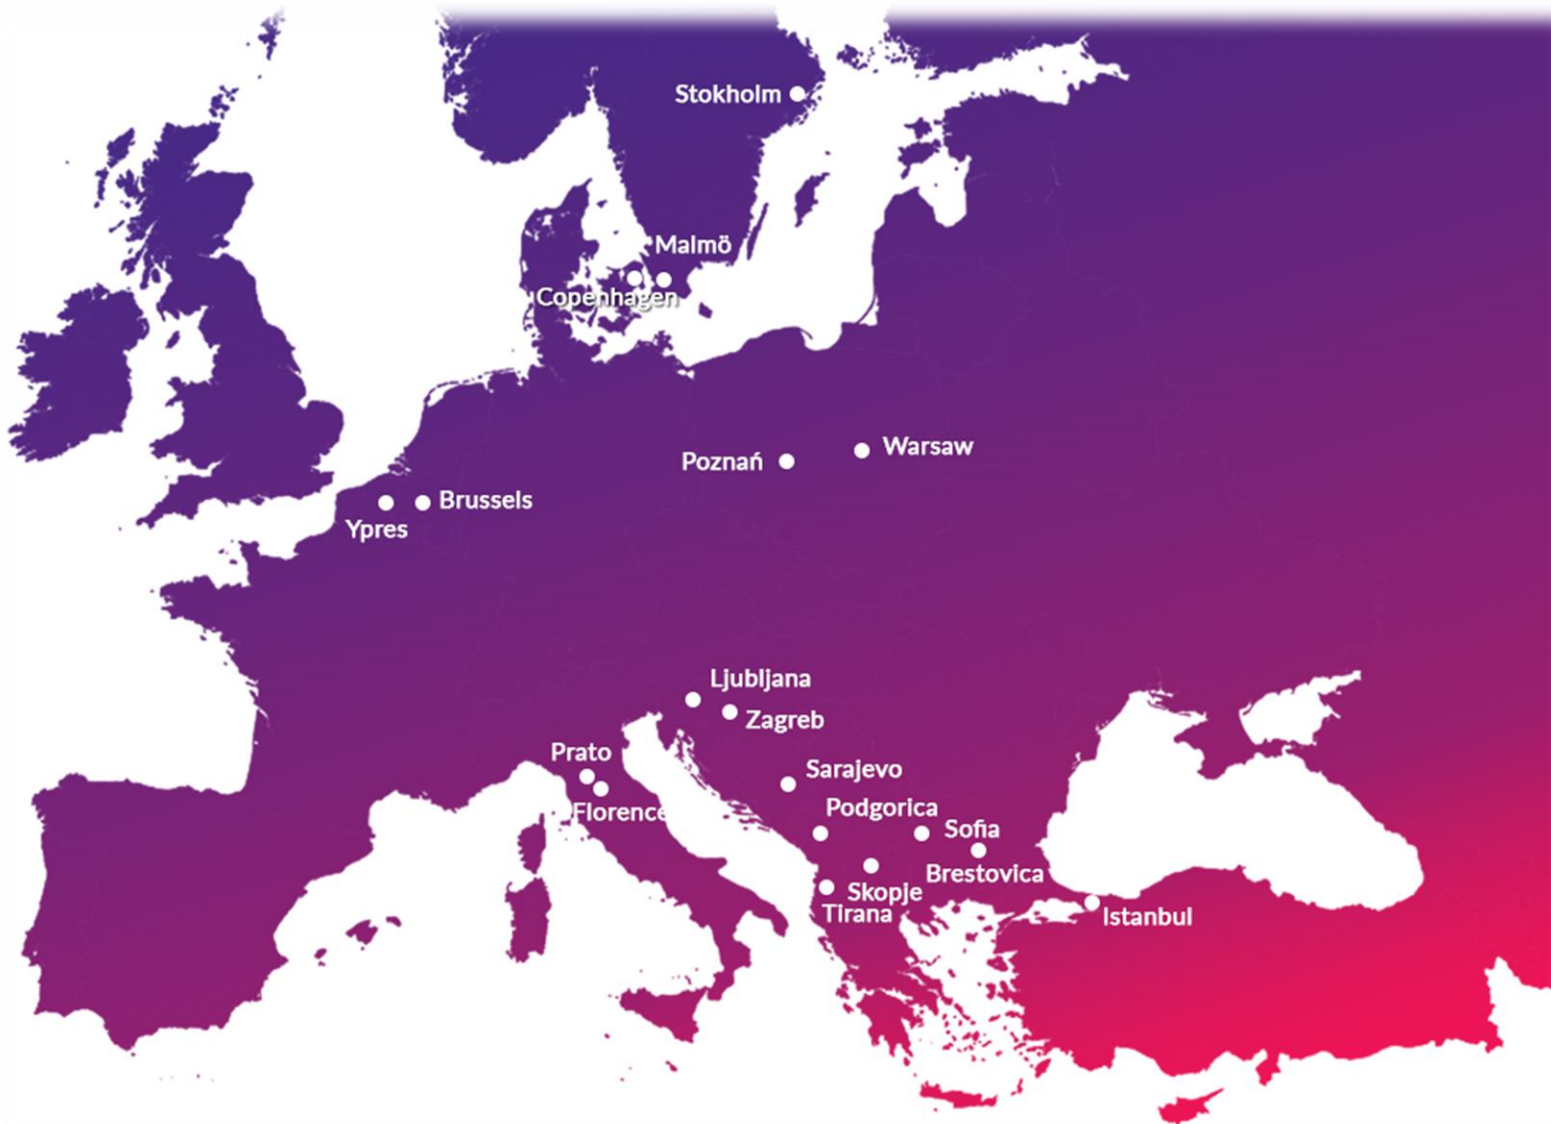 Stokholm
Malmö
Copenhagen
Warsaw
Poznań
Brussels
Ypres
Ljubljana
Zagreb
Prato
Sarajevo
Florence
Podgorica
Sofia
Brestovica
Skopje
Tirana
Istanbul